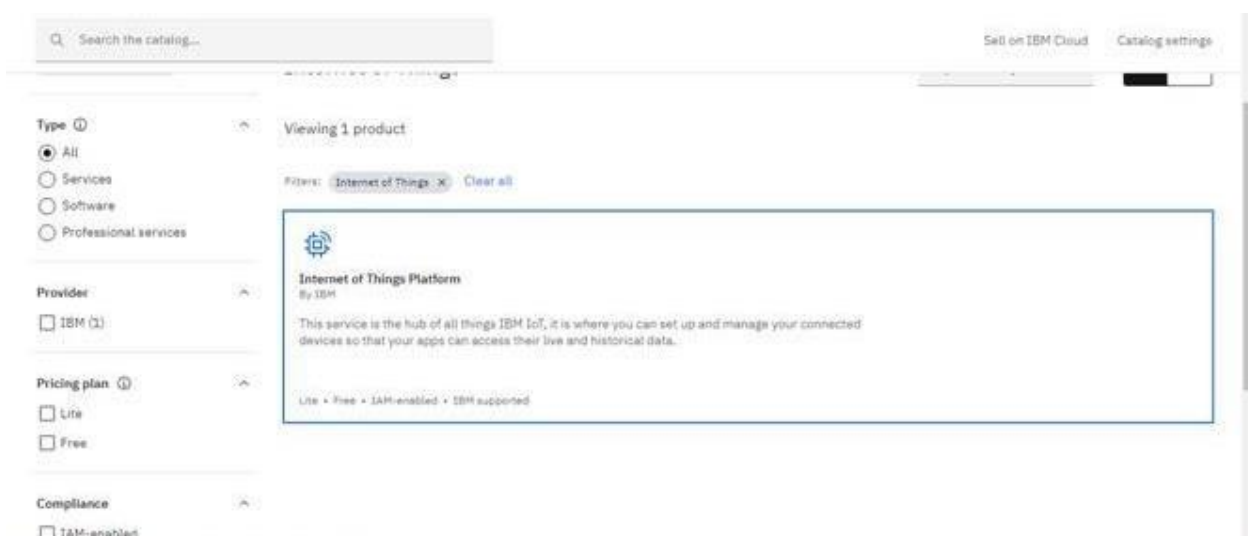 Search the catalog...
Sell on IBM Cloud
Catalog settings
Type
All
Services
Software
Professional services
Provider
IBM (1)
Pricing plan
Lite
Free
Compliance
IAM-enabled
Viewing 1 product
Filters: Internet of Things × Clear all
Internet of Things Platform
By IBM
This service is the hub of all things IBM IoT, it is where you can set up and manage your connected
devices so that your apps can access their live and historical data.
Lite • Free • IAM-enabled • IBM supported